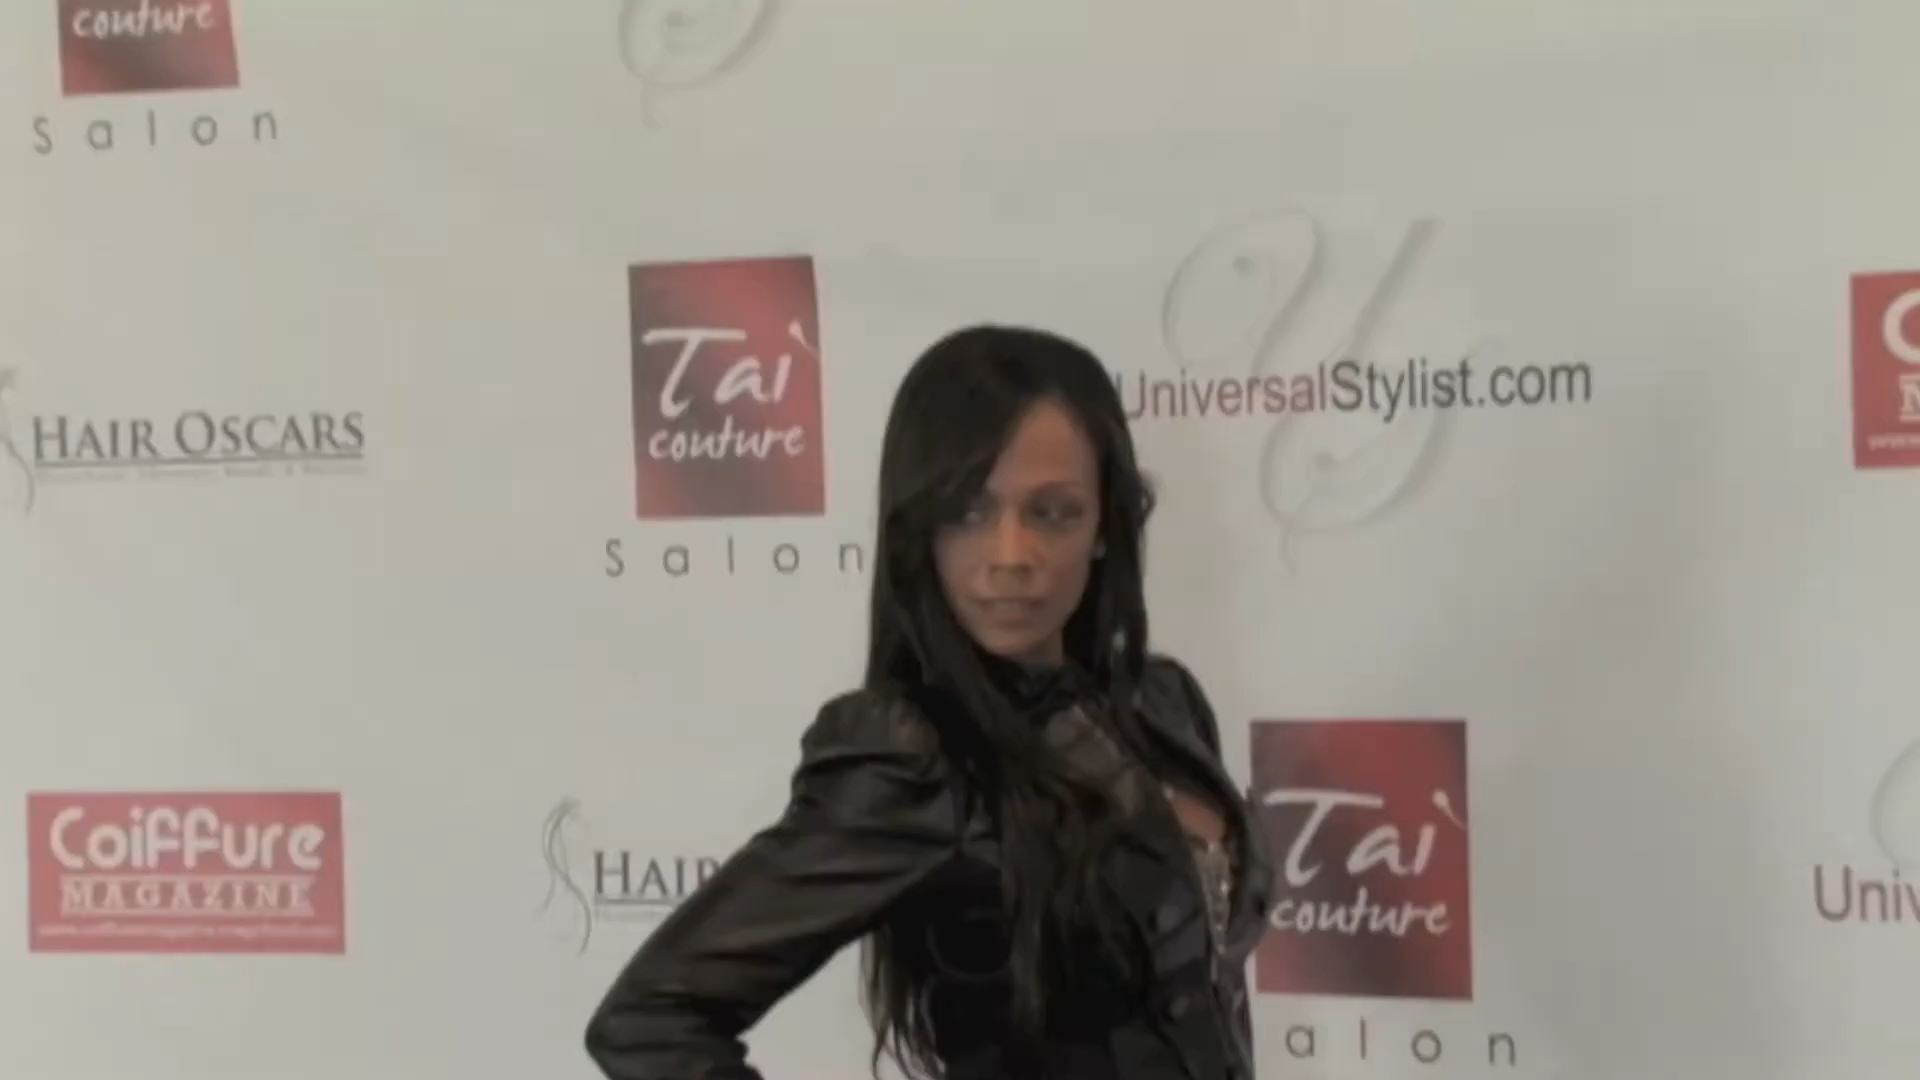 couture
Salon
HAIR OSCARS
Tai
couture
Salon
UniversalStylist.com
Coiffure
MAGAZINE
HAIR
Tai
couture
alon
Univ